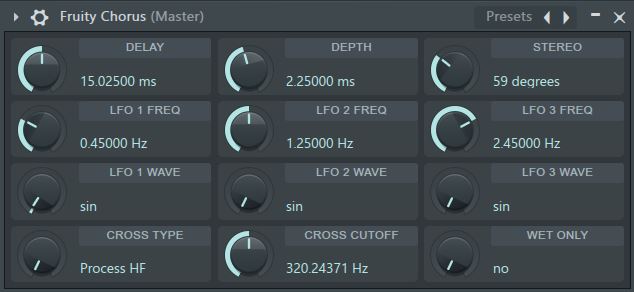 Fruity Chorus (Master) Presets
DELAY DEPTH STEREO
15.02500 ms 2.25000 ms 59 degrees
LFO 1 FREQ LFO 2 FREQ LFO 3 FREQ
0.45000 Hz 1.25000 Hz 2.45000 Hz
LFO 1 WAVE LFO 2 WAVE LFO 3 WAVE
sin sin sin
CROSS TYPE CROSS CUTOFF WET ONLY
Process HF 320.24371 Hz no